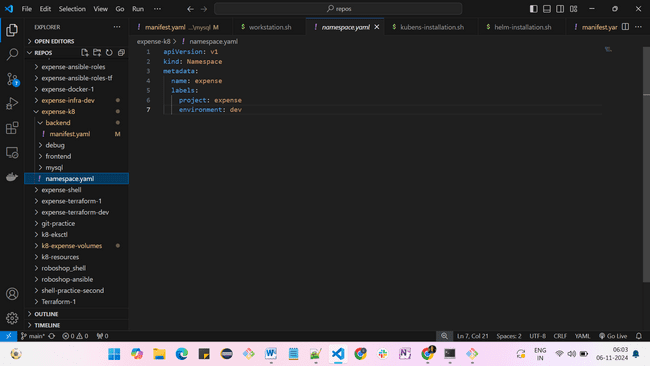 File Edit Selection View Go Run ...
repos
EXPLORER ...
manifest.yaml ...\mysql M
workstation.sh
namespace.yaml
kubens-installation.sh
helm-installation.sh
manifest.yar
OPEN EDITORS
REPOS
expense-ansible-roles
expense-ansible-roles-tf
expense-docker-1
expense-infra-dev
expense-k8
backend
manifest.yaml M
debug
frontend
mysql
namespace.yaml
expense-shell
expense-terraform-1
expense-terraform-dev
git-practice
k8-eksctl
k8-expense-volumes
k8-resources
roboshop_shell
roboshop-ansible
shell-practice-second
Terraform-1
OUTLINE
TIMELINE
expense-k8 > namespace.yaml
1 apiVersion: v1
2 kind: Namespace
3 metadata:
4 name: expense
5 labels:
6 project: expense
7 environment: dev
main* 0 0 0 Ln 7, Col 21 Spaces: 2 UTF-8 CRLF YAML Go Live
ENG
IN
06:03
06-11-2024